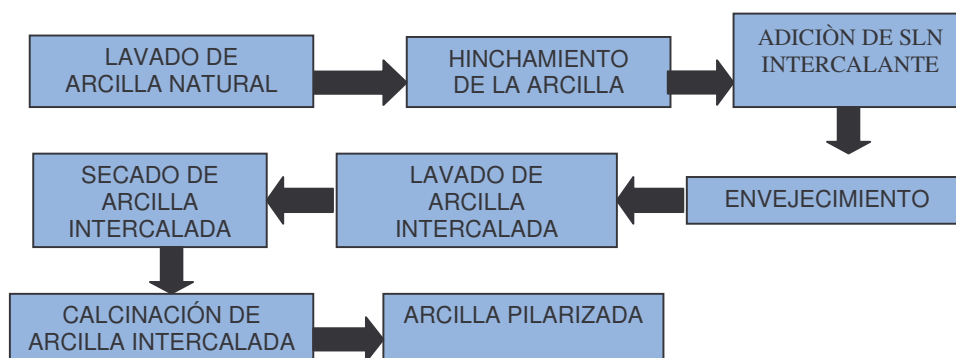 LAVADO DE
ARCILLA NATURAL
HINCHAMIENTO
DE LA ARCILLA
ADICIÒN DE SLN
INTERCALANTE
ENVEJECIMIENTO
LAVADO DE
ARCILLA
INTERCALADA
SECADO DE
ARCILLA
INTERCALADA
CALCINACIÓN DE
ARCILLA INTERCALADA
ARCILLA PILARIZADA